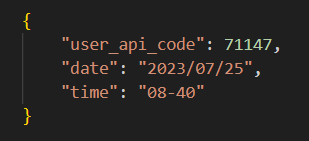 {
"user_api_code": 71147,
"date": "2023/07/25",
"time": "08-40"
}